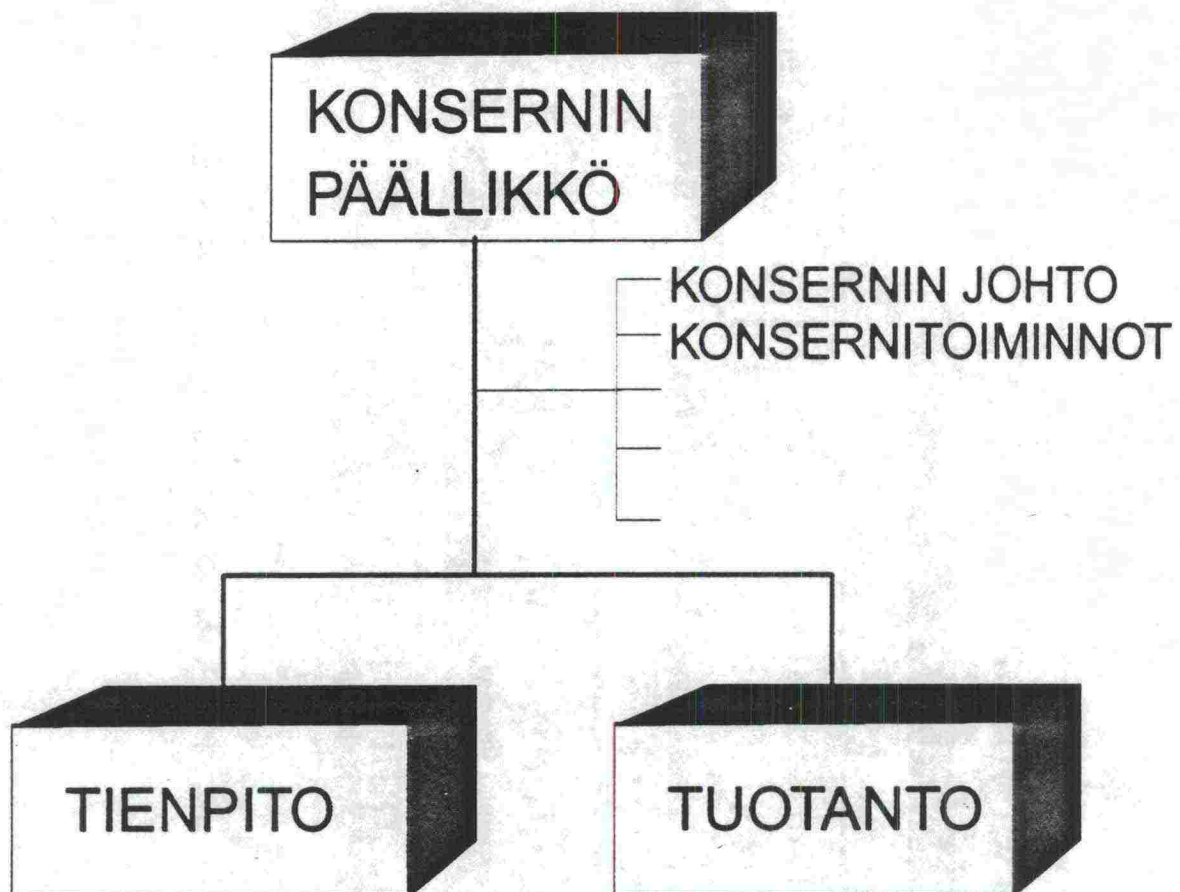 KONSERNIN
PÄÄLLIKKÖ
KONSERNIN JOHTO
KONSERNITOIMINNOT
TIENPITO
TUOTANTO